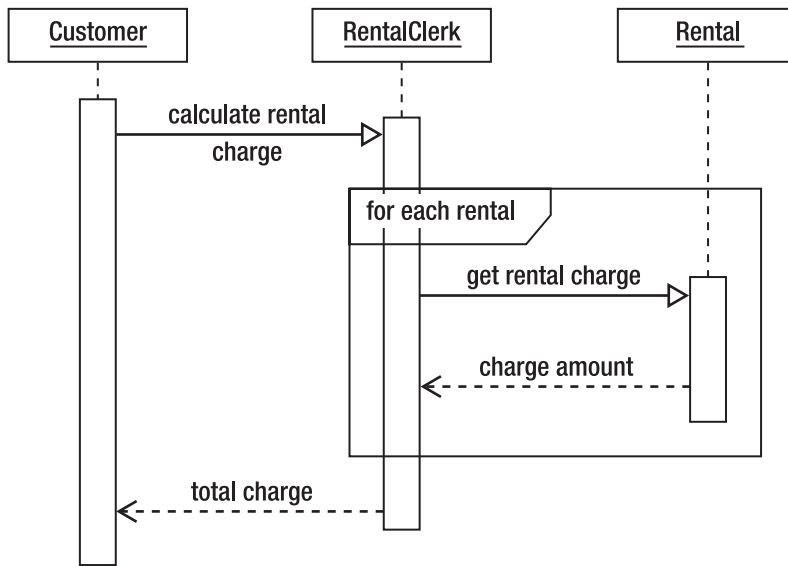 Customer
RentalClerk
Rental
calculate rental
charge
for each rental
get rental charge
charge amount
total charge